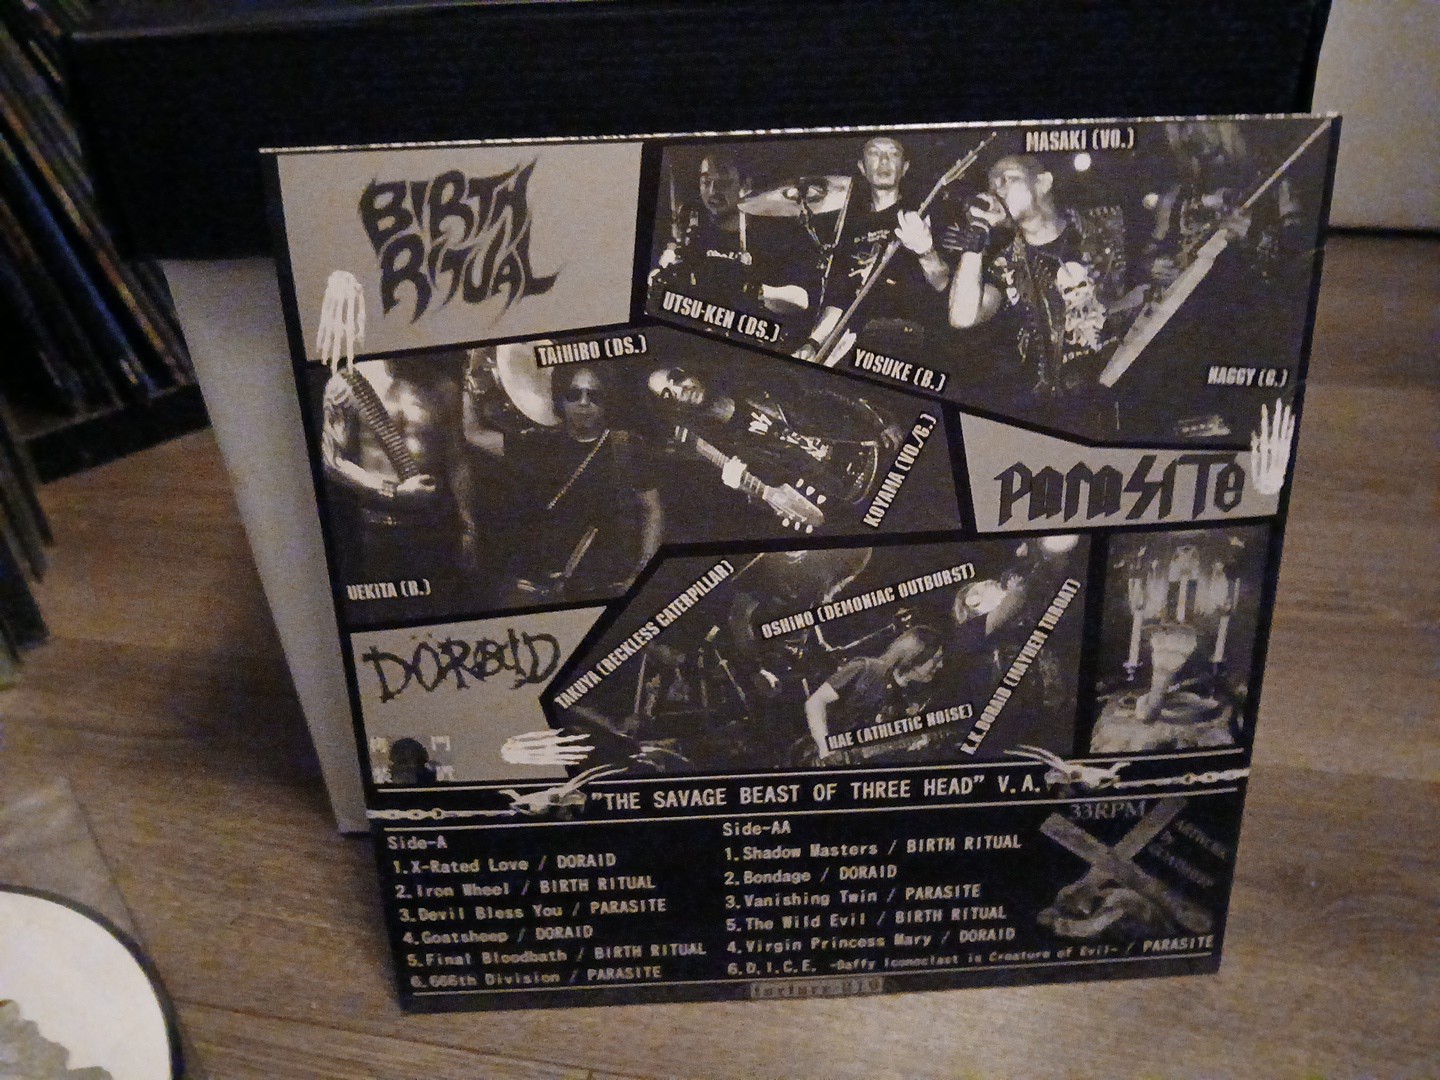 BIRTH RITUAL
MASAKI (VO.)
UTSU-KEN (DS.)
YOSUKE (B.)
NAGGY (G.)
TAIHIRO (DS.)
KOYAMA (VO./G.)
UEKITA (B.)
PARASITE
DÖRAID
TAKUYA (RECKLESS CATERPILLAR)
OSHINO (DEMONIAC OUTBURST)
HAE (ATHLETIC NOISE)
K.K.DORAID (MAYHEM THROAT)
"THE SAVAGE BEAST OF THREE HEAD" V.A.
Side-A
1.X-Rated Love / DORAID
2.Iron Wheel / BIRTH RITUAL
3.Devil Bless You / PARASITE
4.Goatsheep / DORAID
5.Final Bloodbath / BIRTH RITUAL
6.666th Division / PARASITE
Side-AA
1.Shadow Masters / BIRTH RITUAL
2.Bondage / DORAID
3.Vanishing Twin / PARASITE
5.The Wild Evil / BIRTH RITUAL
4.Virgin Princess Mary / DORAID
6.D.I.C.E. -Daffy Iconoclast is Creature of Evil- / PARASITE
33RPM